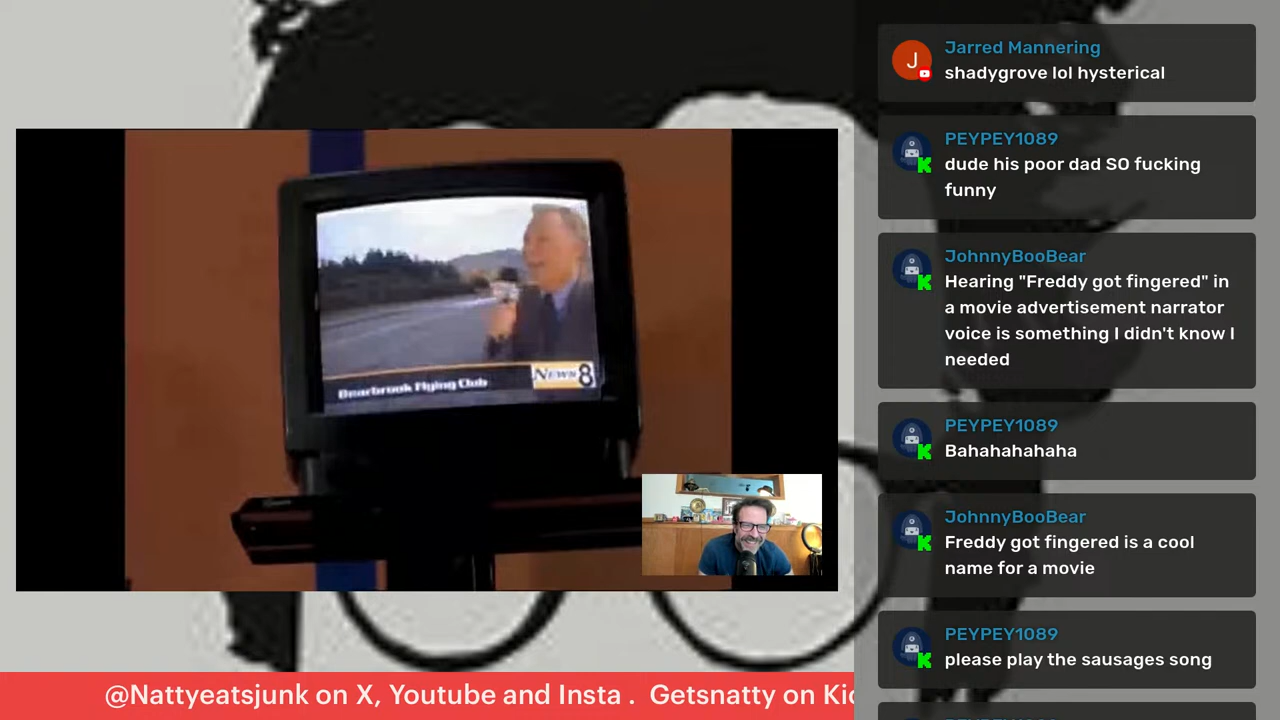 Jarred Mannering
shadygrove lol hysterical
PEYPEY1089
dude his poor dad SO fucking
funny
JohnnyBooBear
Hearing "Freddy got fingered" in
a movie advertisement narrator
voice is something I didn't know I
needed
PEYPEY1089
Bahahahahaha
JohnnyBooBear
Freddy got fingered is a cool
name for a movie
PEYPEY1089
please play the sausages song
NEWS 8
Bearbrook Flying Club
@Nattyeatsjunk on X, Youtube and Insta . Getsnatty on Kic